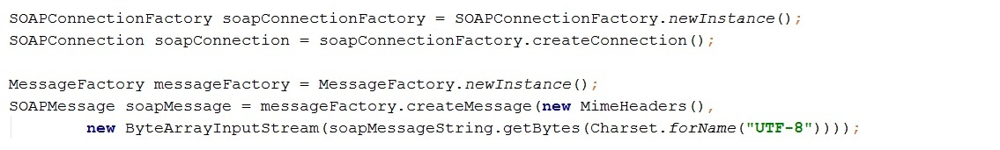 SOAPConnectionFactory soapConnectionFactory = SOAPConnectionFactory.newInstance();
SOAPConnection soapConnection = soapConnectionFactory.createConnection();
MessageFactory messageFactory = MessageFactory.newInstance();
SOAPMessage soapMessage = messageFactory.createMessage(new MimeHeaders(),
new ByteArrayInputStream(soapMessageString.getBytes(Charset.forName("UTF-8"))));